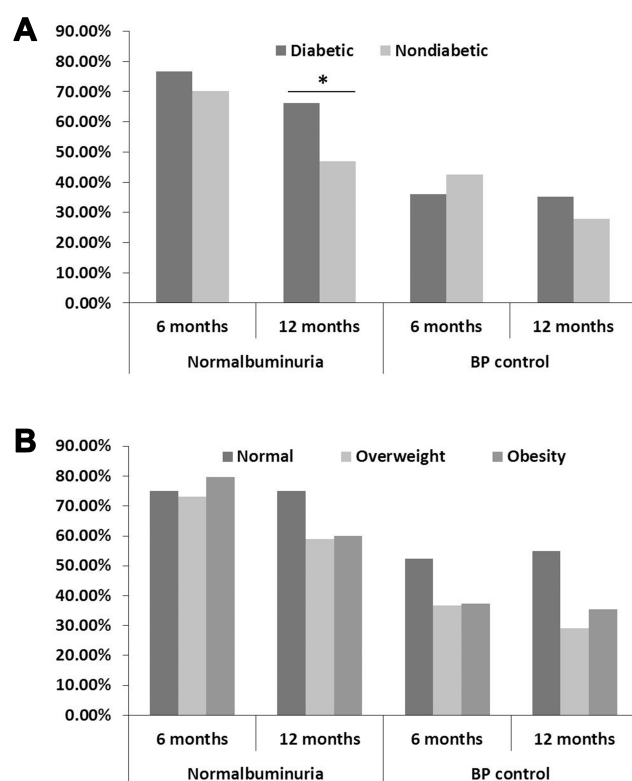 A
90.00%
80.00%
70.00%
60.00%
50.00%
40.00%
30.00%
20.00%
10.00%
0.00%
Diabetic Nondiabetic
*
6 months 12 months 6 months 12 months
Normalbuminuria BP control
B
90.00%
80.00%
70.00%
60.00%
50.00%
40.00%
30.00%
20.00%
10.00%
0.00%
Normal Overweight Obesity
6 months 12 months 6 months 12 months
Normalbuminuria BP control